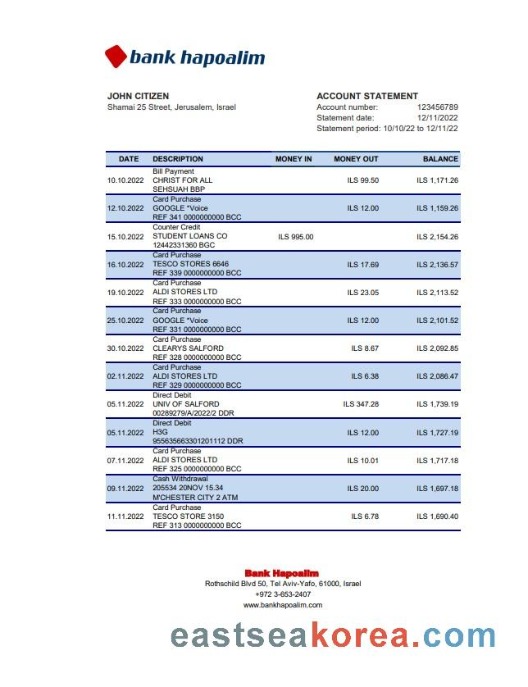 bank hapoalim
JOHN CITIZEN
Shamai 25 Street, Jerusalem, Israel
ACCOUNT STATEMENT
Account number: 123456789
Statement date: 12/11/2022
Statement period: 10/10/22 to 12/11/22
DATE DESCRIPTION MONEY IN MONEY OUT BALANCE
Bill Payment
10.10.2022 CHRIST FOR ALL ILS 99.50 ILS 1,171.26
SEHSUAH BBP
Card Purchase
12.10.2022 GOOGLE *Voice ILS 12.00 ILS 1,159.26
REF 341 0000000000 BCC
Counter Credit
15.10.2022 STUDENT LOANS CO ILS 995.00 ILS 2,154.26
12442331360 BGC
Card Purchase
16.10.2022 TESCO STORES 6646 ILS 17.69 ILS 2,136.57
REF 339 0000000000 BCC
Card Purchase
19.10.2022 ALDI STORES LTD ILS 23.05 ILS 2,113.52
REF 333 0000000000 BCC
Card Purchase
25.10.2022 GOOGLE *Voice ILS 12.00 ILS 2,101.52
REF 331 0000000000 BCC
Card Purchase
30.10.2022 CLEARYS SALFORD ILS 8.67 ILS 2,092.85
REF 328 0000000000 BCC
Card Purchase
02.11.2022 ALDI STORES LTD ILS 6.38 ILS 2,086.47
REF 329 0000000000 BCC
Direct Debit
05.11.2022 UNIV OF SALFORD ILS 347.28 ILS 1,739.19
00289279/A/2022/2 DDR
Direct Debit
05.11.2022 H3G ILS 12.00 ILS 1,727.19
955635663301201112 DDR
Card Purchase
07.11.2022 ALDI STORES LTD ILS 10.01 ILS 1,717.18
REF 325 0000000000 BCC
Cash Withdrawal
09.11.2022 205534 20NOV 15.34 ILS 20.00 ILS 1,697.18
M'CHESTER CITY 2 ATM
Card Purchase
11.11.2022 TESCO STORE 3150 ILS 6.78 ILS 1,690.40
REF 313 0000000000 BCC
Bank Hapoalim
Rothschild Blvd 50, Tel Aviv-Yafo, 61000, Israel
+972 3-653-2407
www.bankhapoalim.com
eastseakorea.com